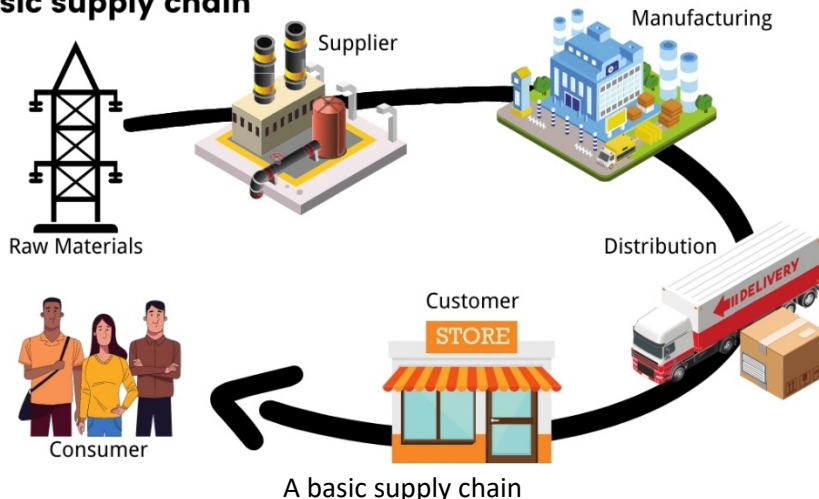 sic supply chain
Supplier
Manufacturing
Raw Materials
Distribution
DELIVERY
Customer
STORE
Consumer
A basic supply chain